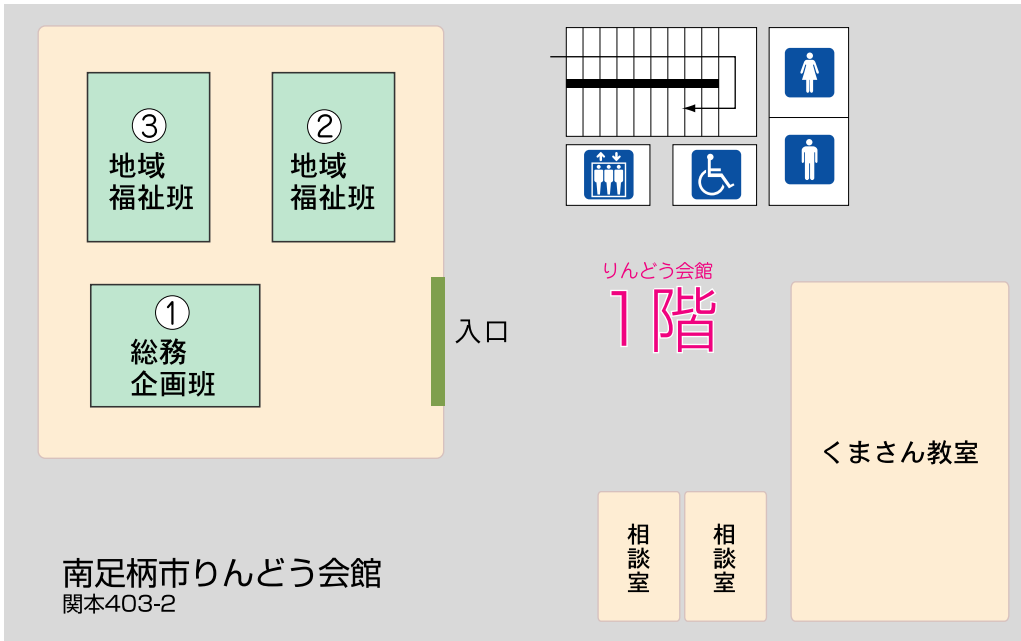 ③
地域
福祉班
②
地域
福祉班
①
総務
企画班
入口
りんどう会館
1階
くまさん教室
相談室
相談室
南足柄市りんどう会館
関本403-2